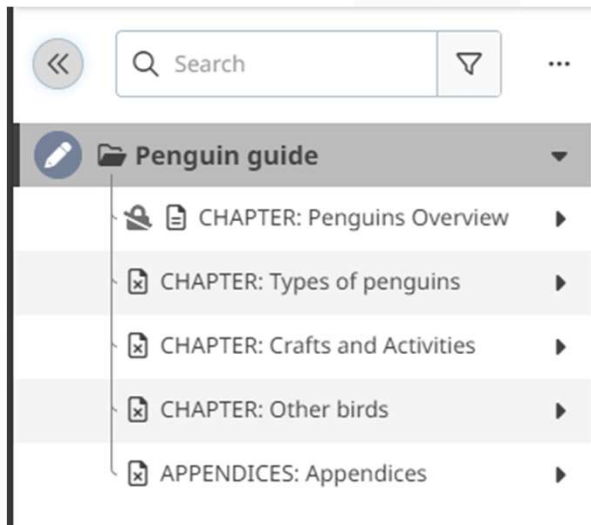 Search
Penguin guide
CHAPTER: Penguins Overview
CHAPTER: Types of penguins
CHAPTER: Crafts and Activities
CHAPTER: Other birds
APPENDICES: Appendices